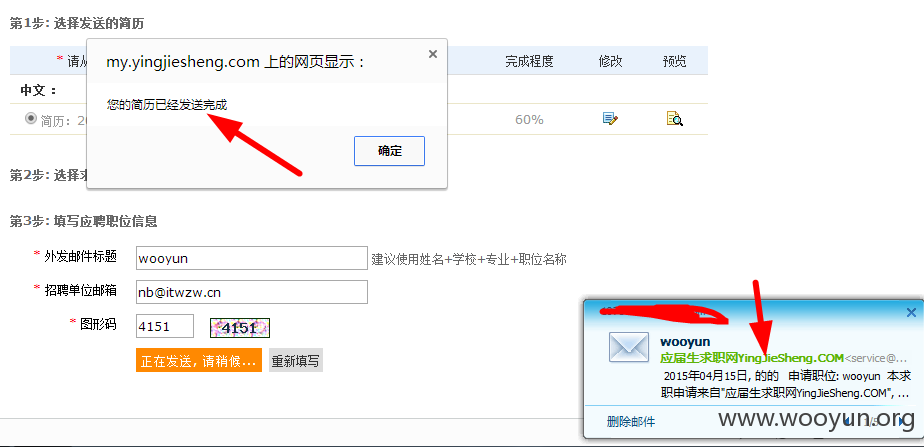 第1步: 选择发送的简历
* 请从
完成程度 修改 预览
my.yingjiesheng.com 上的网页显示：
×
您的简历已经发送完成
确定
中文：
简历: 2
60%
第2步: 选择
第3步: 填写应聘职位信息
* 外发邮件标题 wooyun 建议使用姓名+学校+专业+职位名称
* 招聘单位邮箱 nb@itwzw.cn
* 图形码 4151 4151
正在发送，请稍候... 重新填写
wooyun
应届生求职网YingJieSheng.COM<service@...
2015年04月15日, 的的 申请职位: wooyun 本求
职申请来自"应届生求职网YingJieSheng.COM", ...
删除邮件
www.wooyun.org